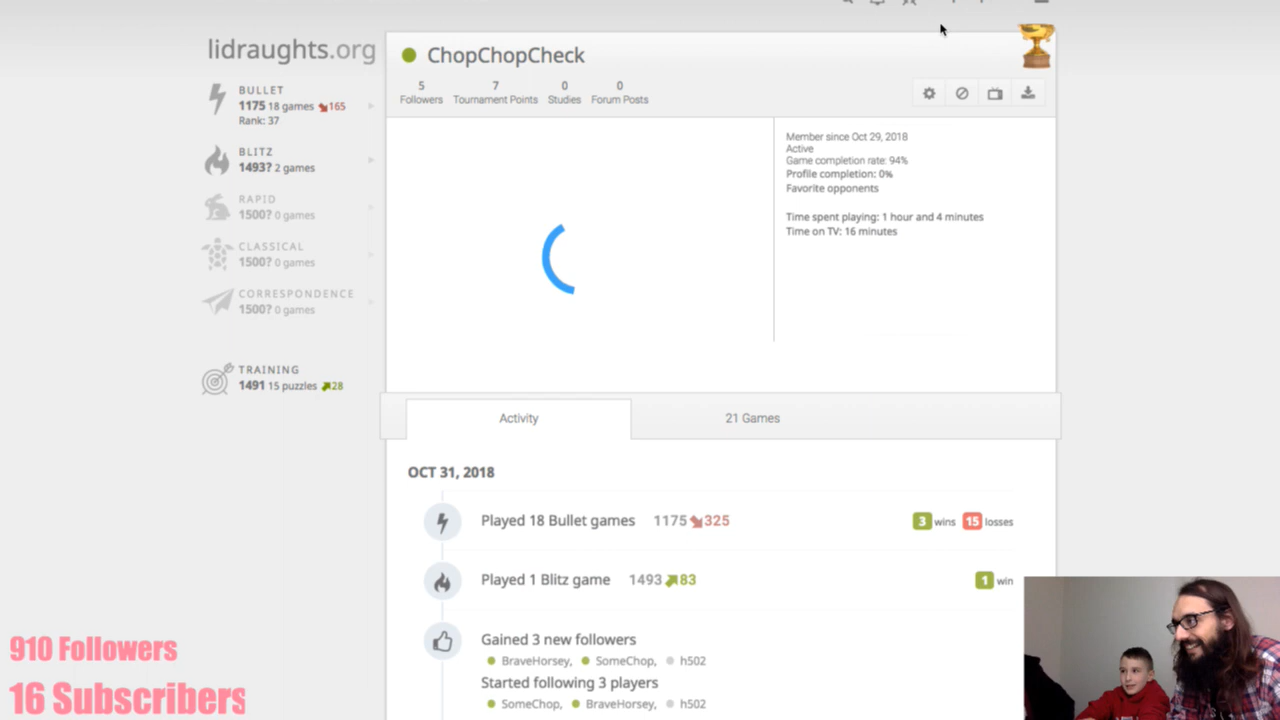 lidraughts.org
ChopChopCheck
5 Followers
7 Tournament Points
0 Studies
0 Forum Posts
BULLET
1175 18 games 165
Rank: 37
BLITZ
1493? 2 games
RAPID
1500? 0 games
CLASSICAL
1500? 0 games
CORRESPONDENCE
1500? 0 games
TRAINING
1491 15 puzzles 28
Member since Oct 29, 2018
Active
Game completion rate: 94%
Profile completion: 0%
Favorite opponents
Time spent playing: 1 hour and 4 minutes
Time on TV: 16 minutes
Activity
21 Games
OCT 31, 2018
Played 18 Bullet games 1175 325 3 wins 15 losses
Played 1 Blitz game 1493 83 1 win
Gained 3 new followers
BraveHorsey, SomeChop, h502
Started following 3 players
SomeChop, BraveHorsey, h502
910 Followers
16 Subscribers